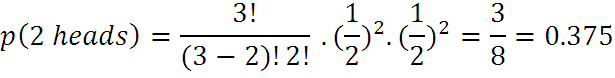 p(2 heads) = 3! / (3 − 2)! 2! . (1/2)². (1/2)² = 3/8 = 0.375